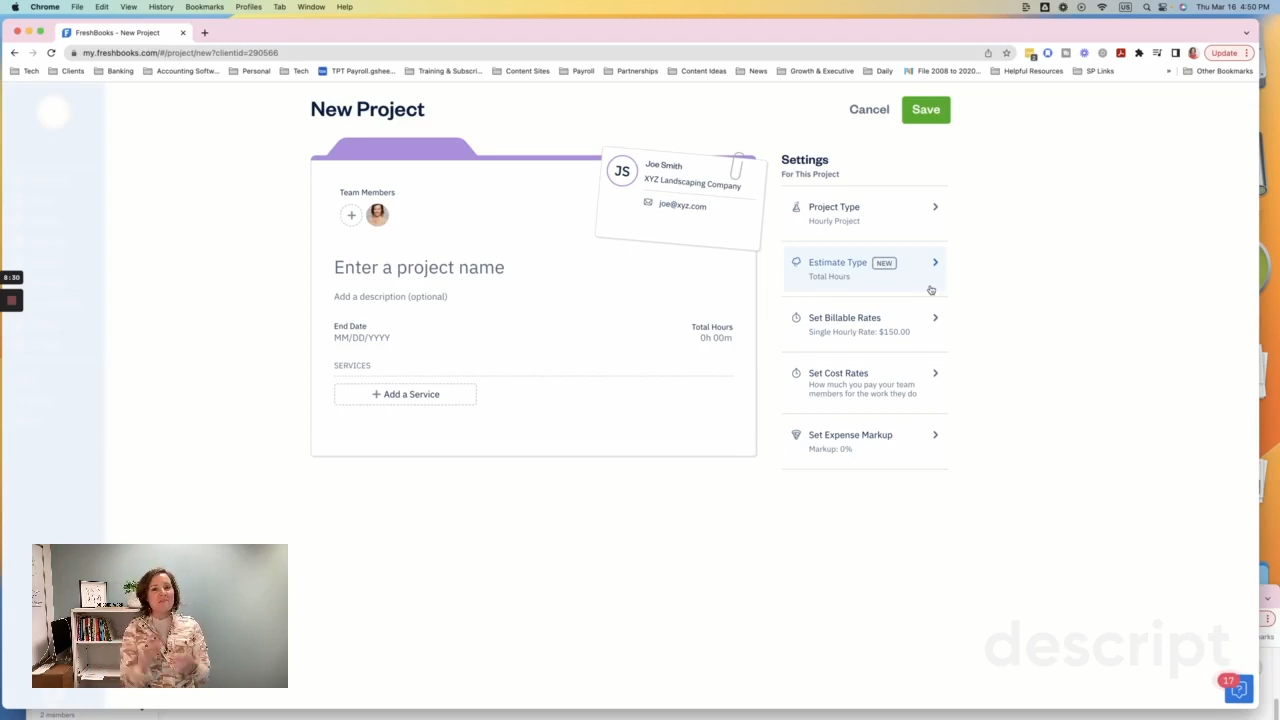 Chrome File Edit View History Bookmarks Profiles Tab Window Help
US
Thu Mar 16 4:50 PM
FreshBooks - New Project
my.freshbooks.com/#/project/new?clientid=290566
Update
Tech Clients Banking Accounting Softw... Personal Tech TPT Payroll.gshee... Training & Subscri... Content Sites Payroll Partnerships Content Ideas News Growth & Executive Daily File 2008 to 2020... Helpful Resources SP Links » Other Bookmarks
New Project
Cancel
Save
JS
Joe Smith
XYZ Landscaping Company
joe@xyz.com
Team Members
Enter a project name
Add a description (optional)
End Date
MM/DD/YYYY
Total Hours
0h 00m
SERVICES
+ Add a Service
Settings
For This Project
Project Type
Hourly Project
Estimate Type NEW
Total Hours
Set Billable Rates
Single Hourly Rate: $150.00
Set Cost Rates
How much you pay your team
members for the work they do
Set Expense Markup
Markup: 0%
8:30
descript
17
2 members